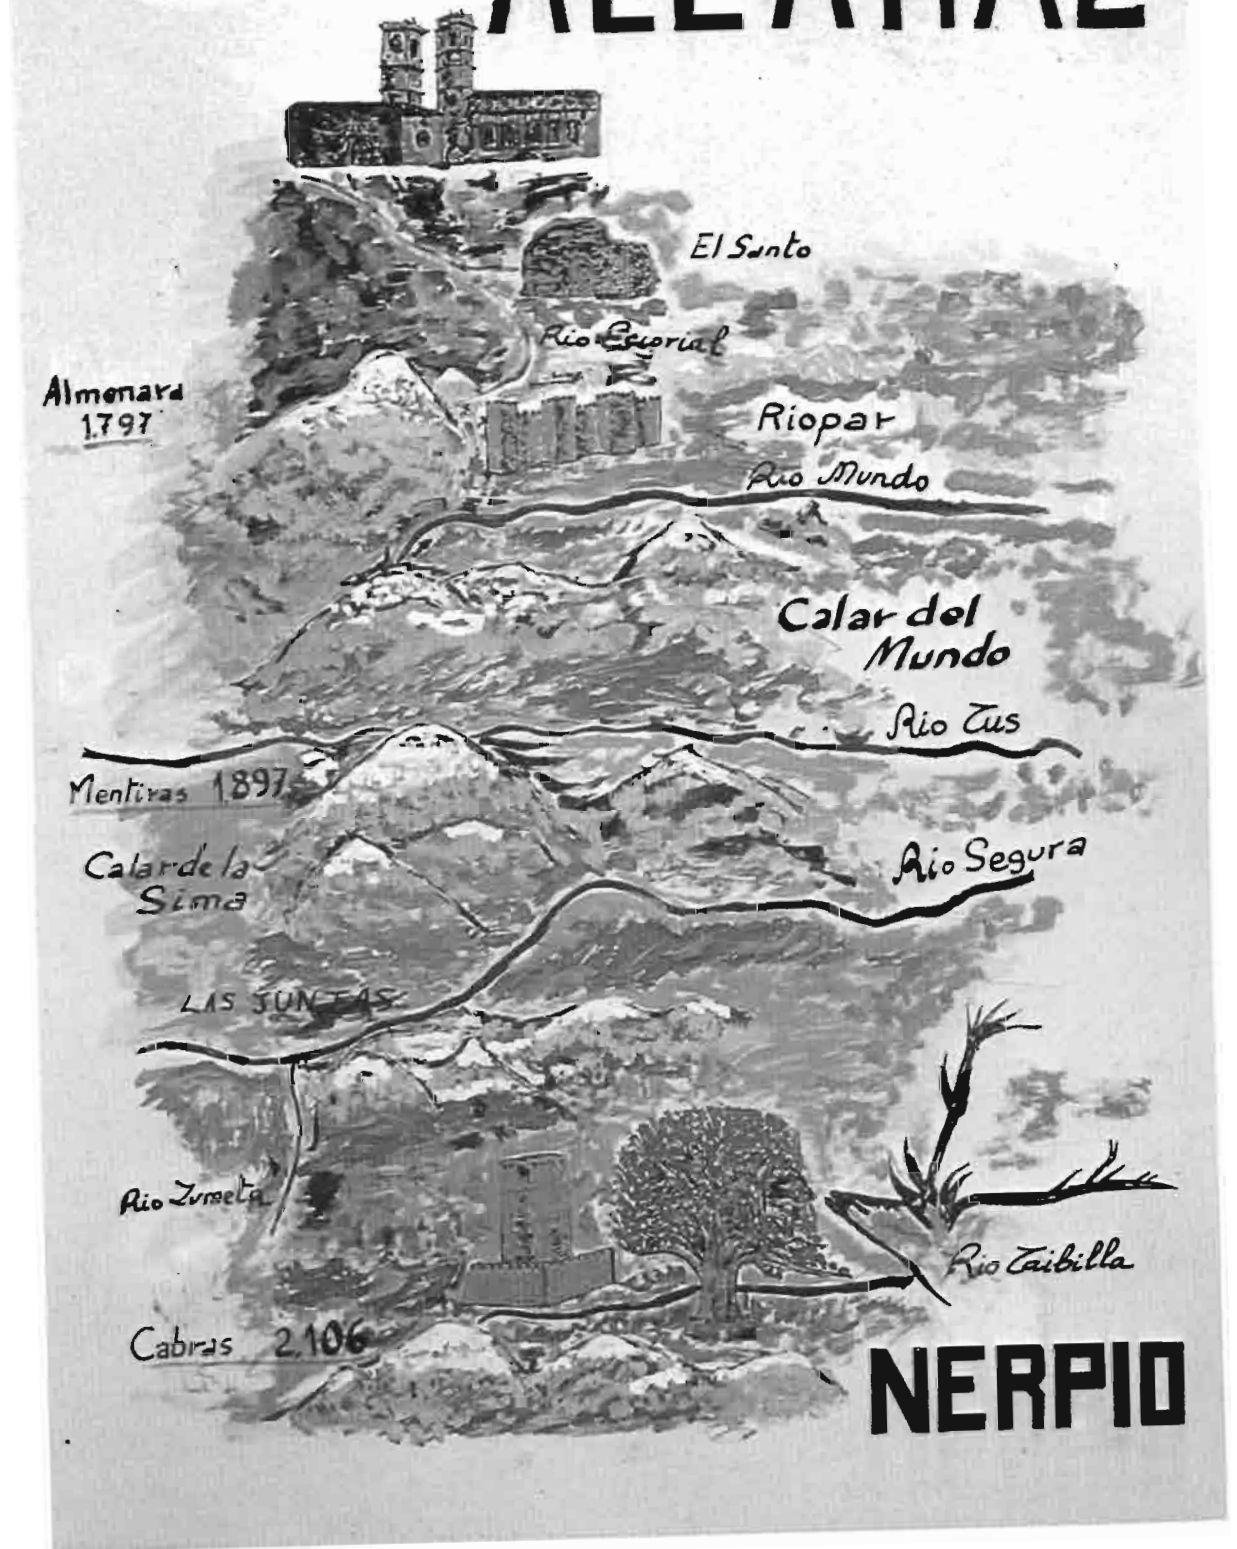 El Santo
Rio Escorial
Almenara
1.797
Riopar
Rio Mundo
Calar del
Mundo
Rio Tus
Mentiras 1.897
Calar de la
Sima
Rio Segura
LAS JUNTAS
Rio Zumeta
Rio Taibilla
Cabras 2.106
NERPIO